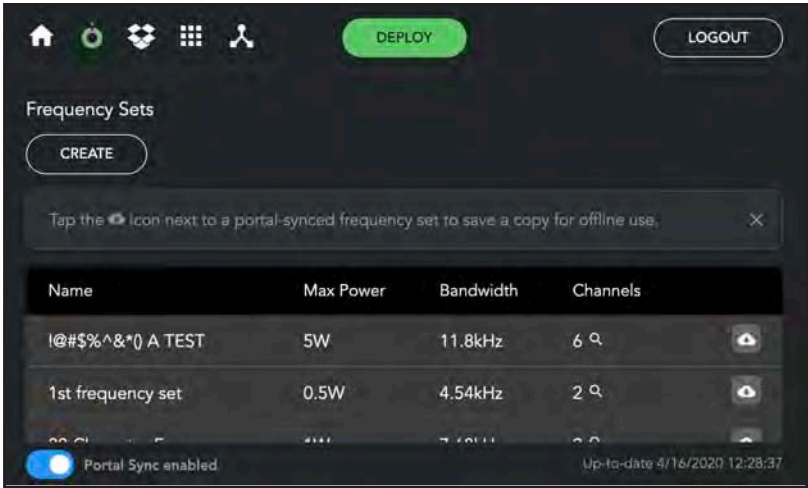 DEPLOY LOGOUT
Frequency Sets
CREATE
Tap the icon next to a portal-synced frequency set to save a copy for offline use.
Name Max Power Bandwidth Channels
!@#$%^&*() A TEST 5W 11.8kHz 6
1st frequency set 0.5W 4.54kHz 2
Portal Sync enabled Up-to-date 4/16/2020 12:28:37